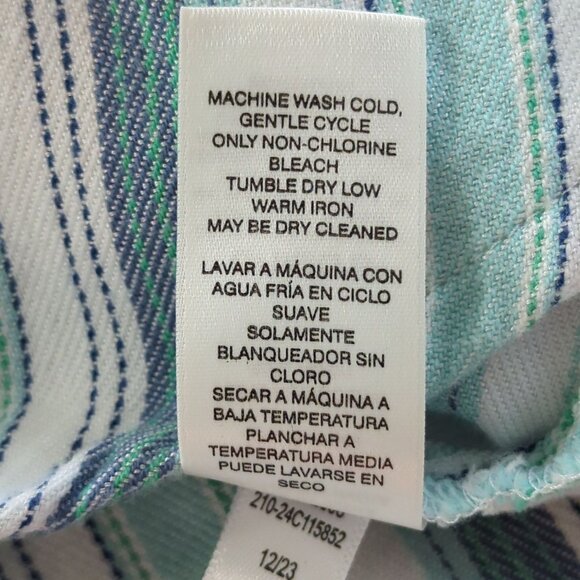 MACHINE WASH COLD,
GENTLE CYCLE
ONLY NON-CHLORINE
BLEACH
TUMBLE DRY LOW
WARM IRON
MAY BE DRY CLEANED
LAVAR A MÁQUINA CON
AGUA FRÍA EN CICLO
SUAVE
SOLAMENTE
BLANQUEADOR SIN
CLORO
SECAR A MÁQUINA A
BAJA TEMPERATURA
PLANCHAR A
TEMPERATURA MEDIA
PUEDE LAVARSE EN
SECO
210-24C115852
12/23